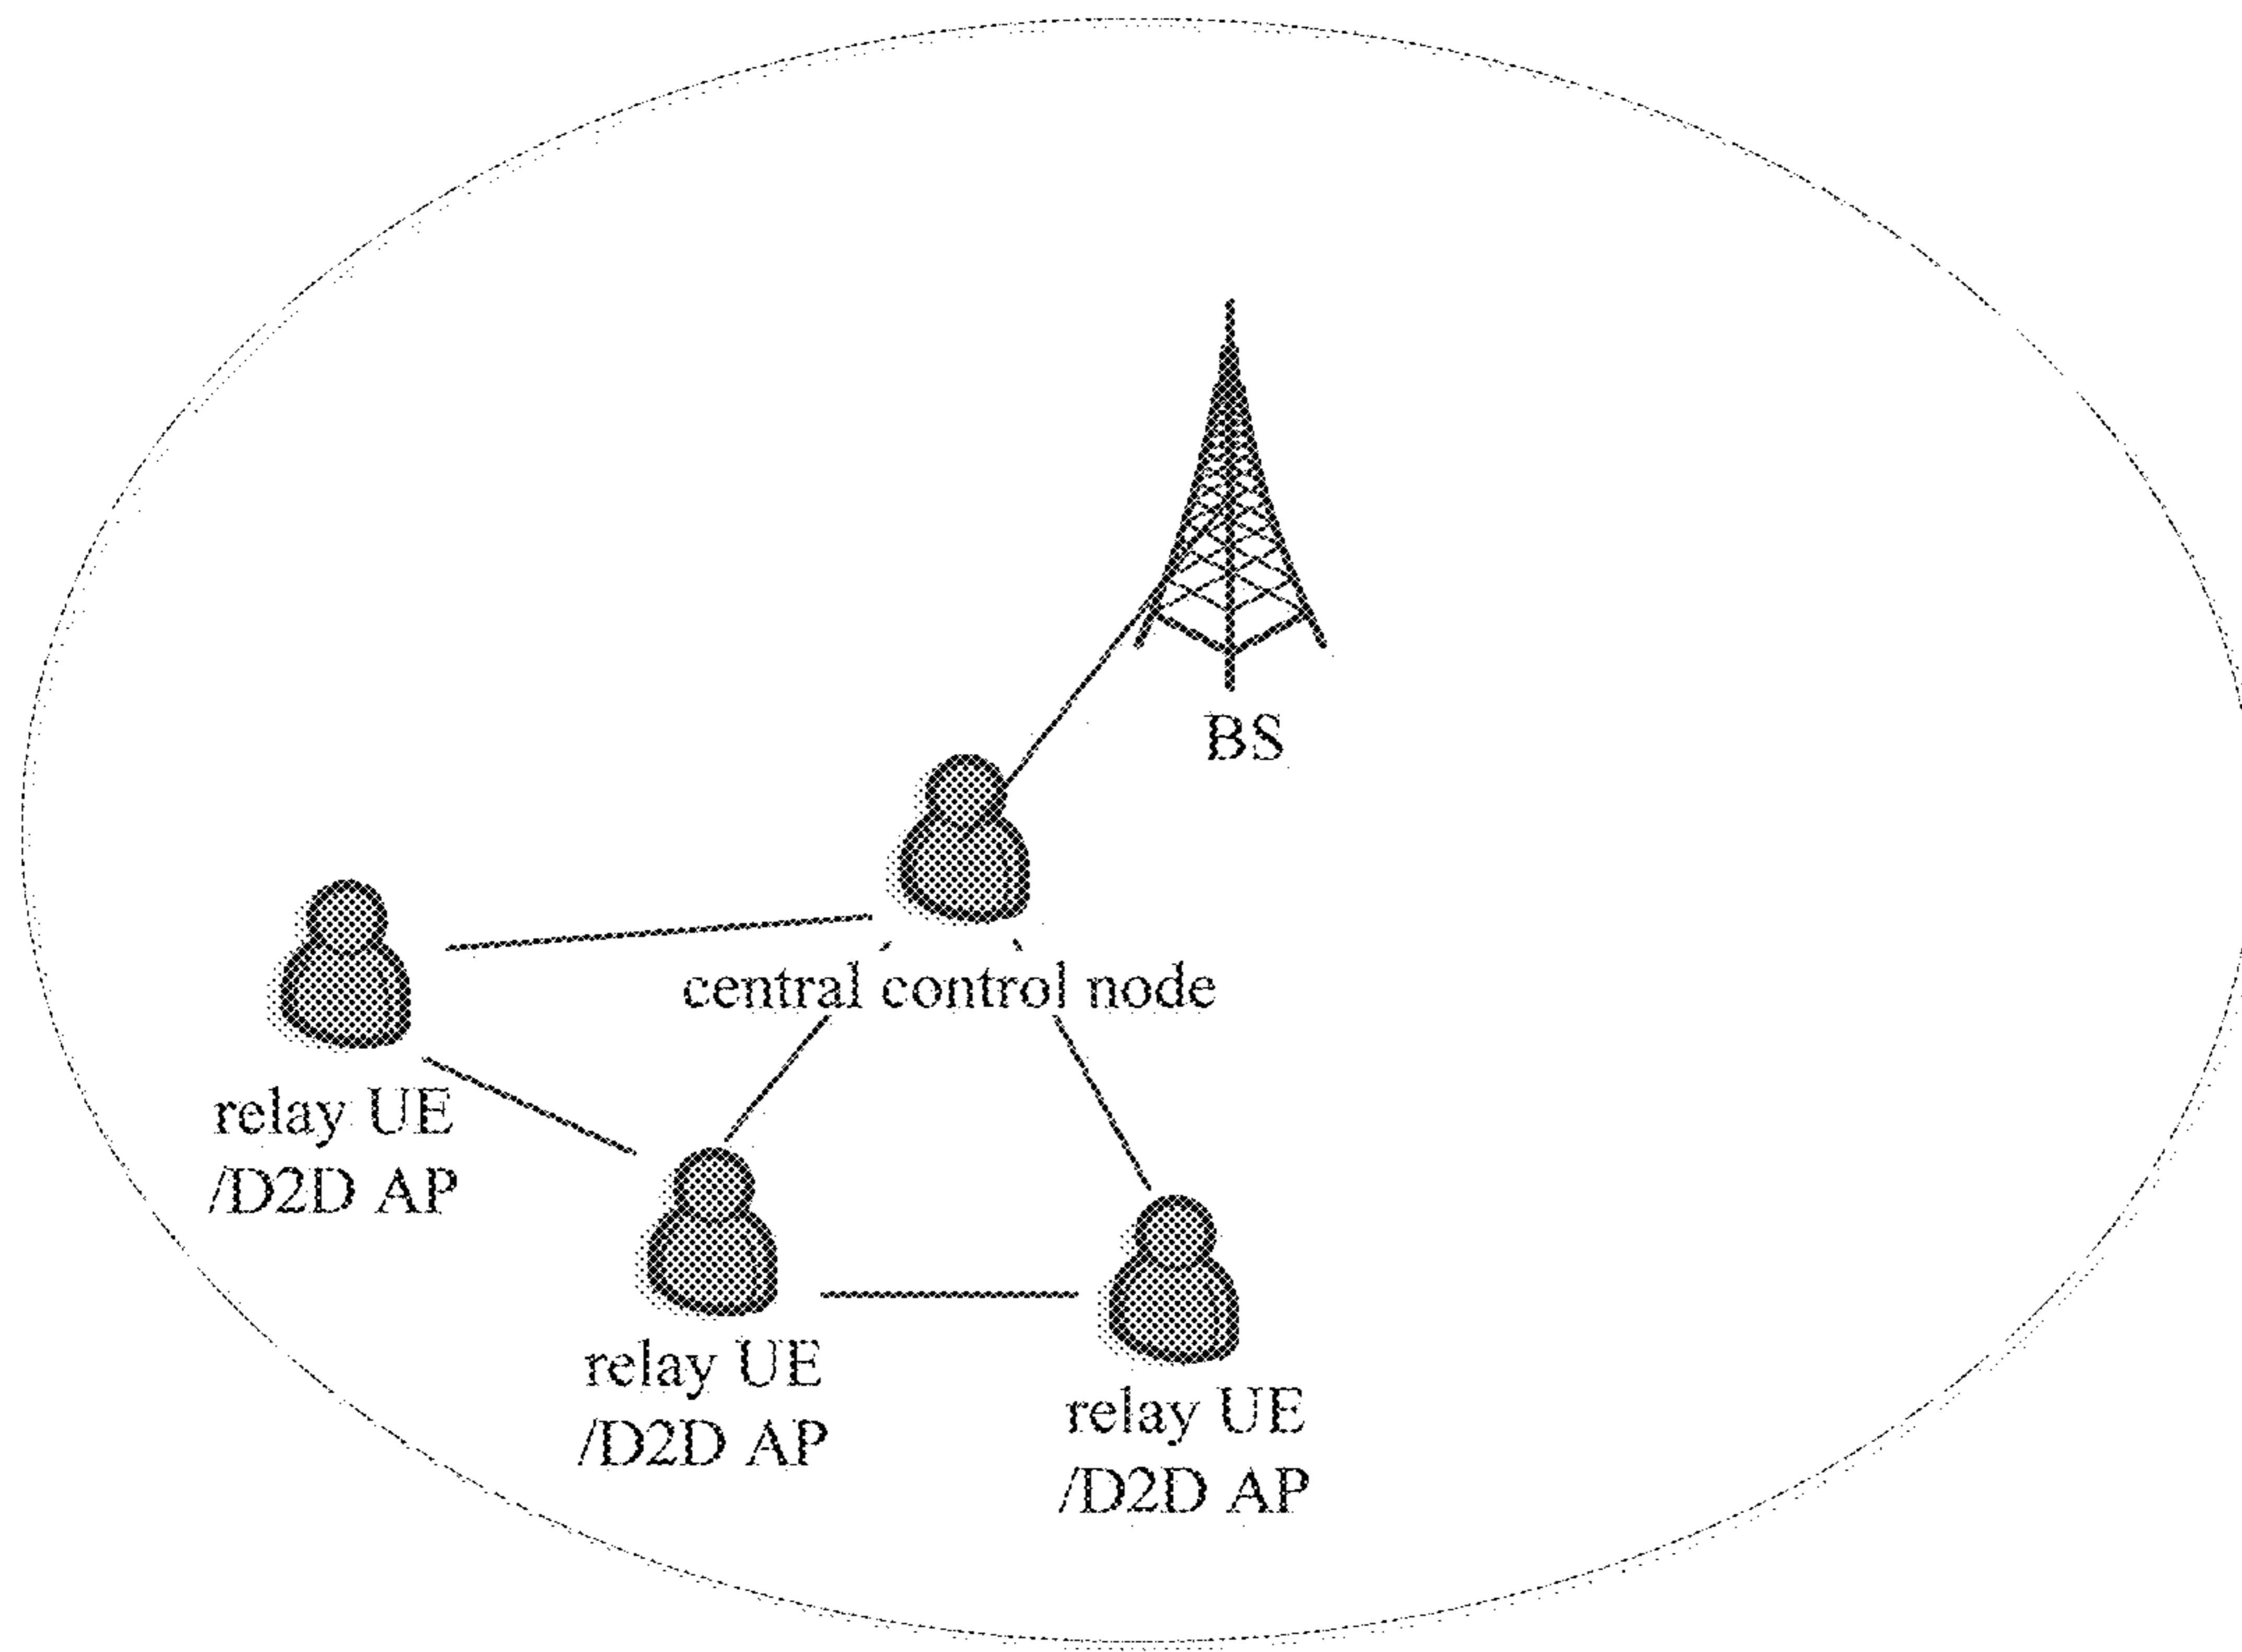 BS
central control node
relay UE
/D2D AP
relay UE
/D2D AP
relay UE
/D2D AP